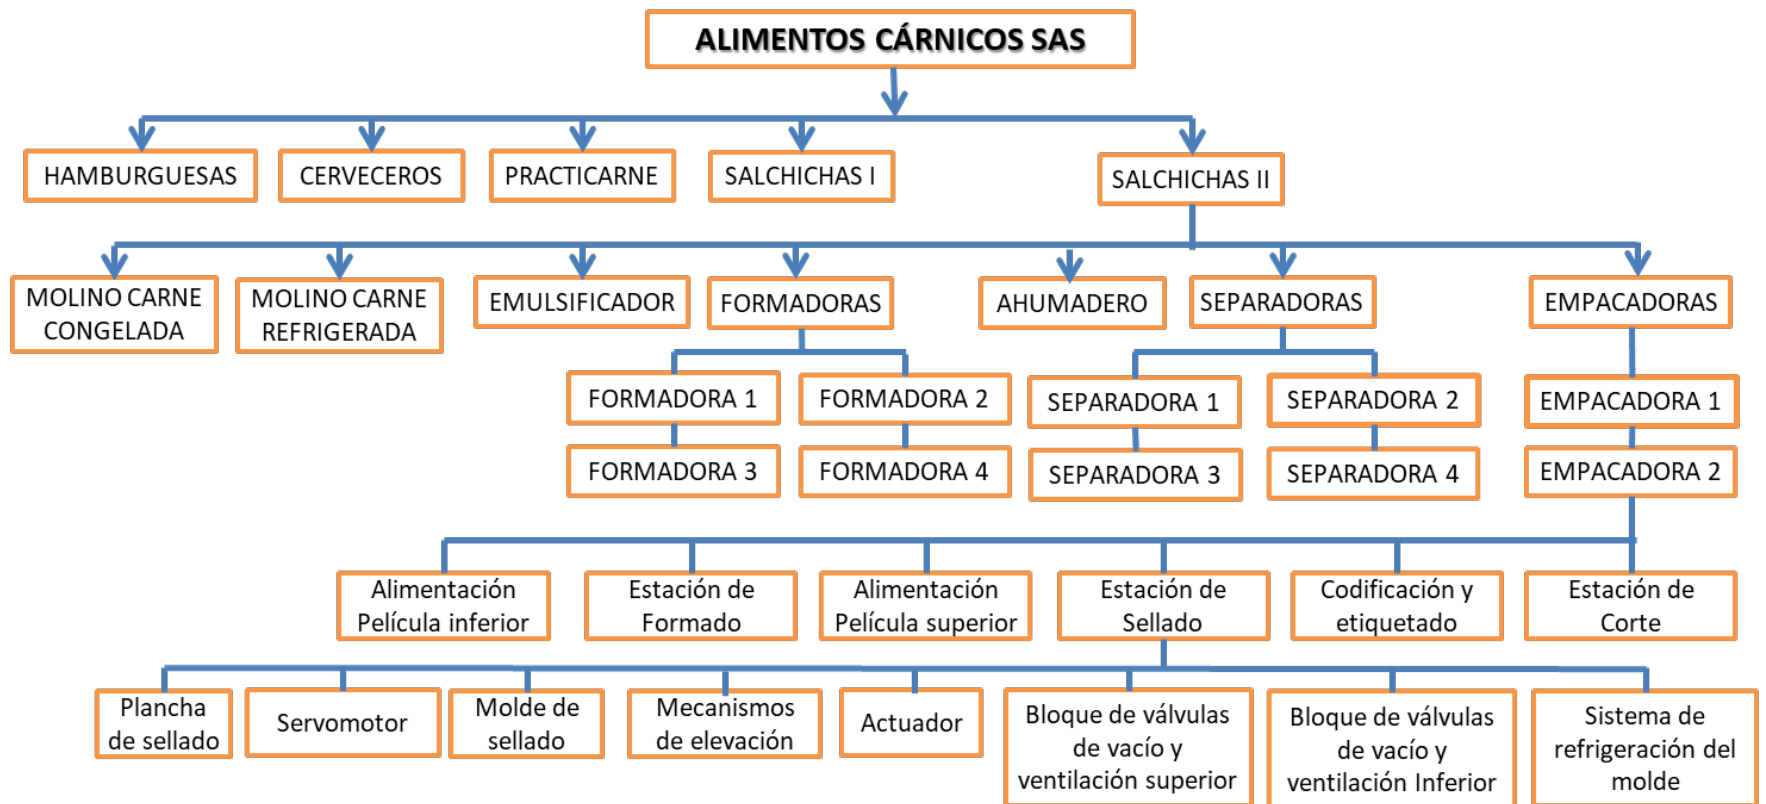 ALIMENTOS CÁRNICOS SAS
HAMBURGUESAS
CERVECEROS
PRACTICARNE
SALCHICHAS I
SALCHICHAS II
MOLINO CARNE
CONGELADA
MOLINO CARNE
REFRIGERADA
EMULSIFICADOR
FORMADORAS
AHUMADERO
SEPARADORAS
EMPACADORAS
FORMADORA 1
FORMADORA 2
SEPARADORA 1
SEPARADORA 2
EMPACADORA 1
FORMADORA 3
FORMADORA 4
SEPARADORA 3
SEPARADORA 4
EMPACADORA 2
Alimentación
Película inferior
Estación de
Formado
Alimentación
Película superior
Estación de
Sellado
Codificación y
etiquetado
Estación de
Corte
Plancha
de sellado
Servomotor
Molde de
sellado
Mecanismos
de elevación
Actuador
Bloque de válvulas
de vacío y
ventilación superior
Bloque de válvulas
de vacío y
ventilación Inferior
Sistema de
refrigeración del
molde